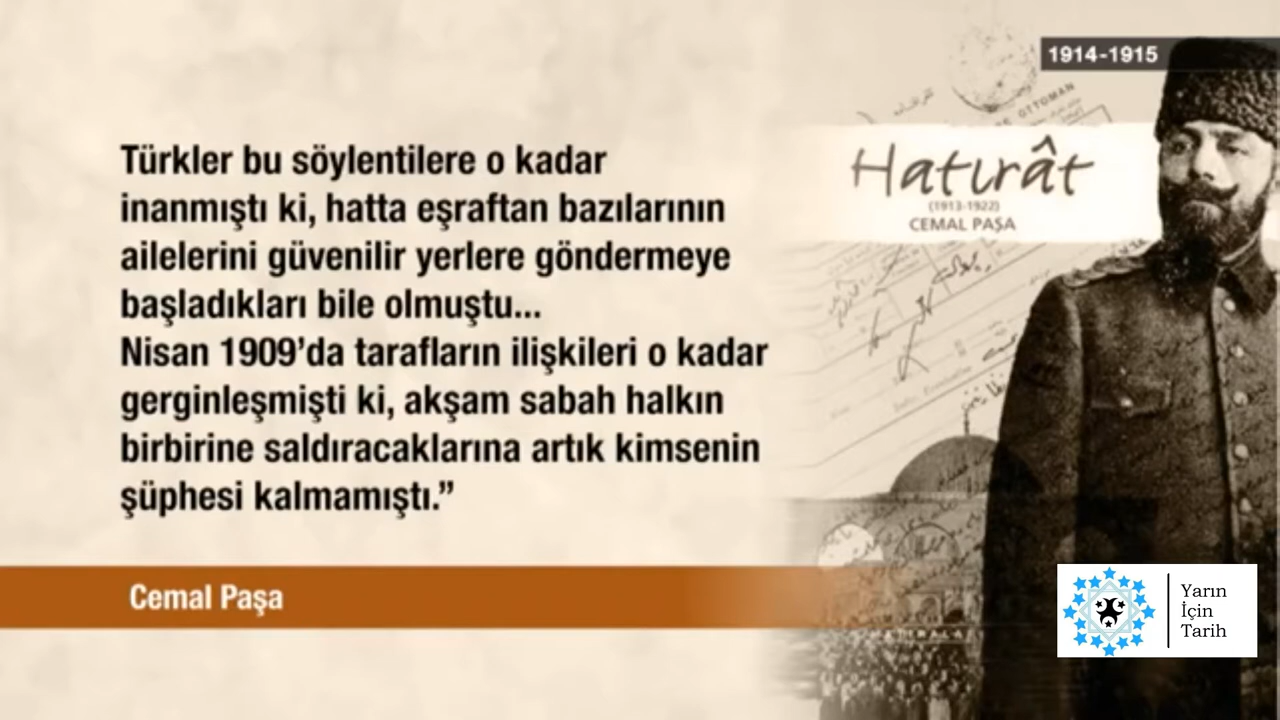 1914-1915
Hatırât
(1913-1922)
CEMAL PAŞA
OTTOMAN
Türkler bu söylentilere o kadar
inanmıştı ki, hatta eşraftan bazılarının
ailelerini güvenilir yerlere göndermeye
başladıkları bile olmuştu...
Nisan 1909’da tarafların ilişkileri o kadar
gerginleşmişti ki, akşam sabah halkın
birbirine saldıracaklarına artık kimsenin
şüphesi kalmamıştı.”
Cemal Paşa
Yarın
İçin
Tarih